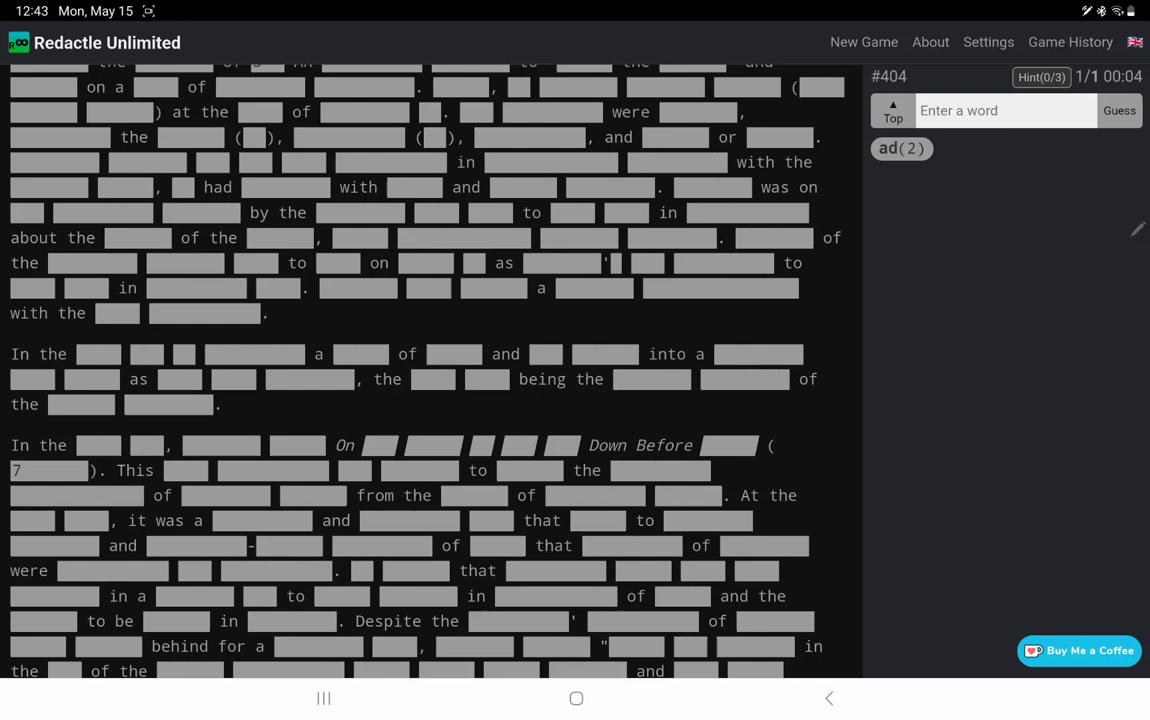 12:43 Mon, May 15
Redactle Unlimited
New Game About Settings Game History
#404 Hint(0/3) 1/1 00:04
▲ Top Enter a word Guess
ad(2)
the of to the and
on a of . , (
) at the of . were ,
the ( ), ( ), , and or .
in with the
, had with and . was on
by the to in
about the of the , . of
the to on as ' to
in . a
with the .
In the a of and into a
as , the being the of
the .
In the , On Down Before (
7 ). This to the
of from the of . At the
, it was a and that to
and - of that of
were . that
in a to in of and the
to be in . Despite the ' of
behind for a , " in
the of the and
Buy Me a Coffee